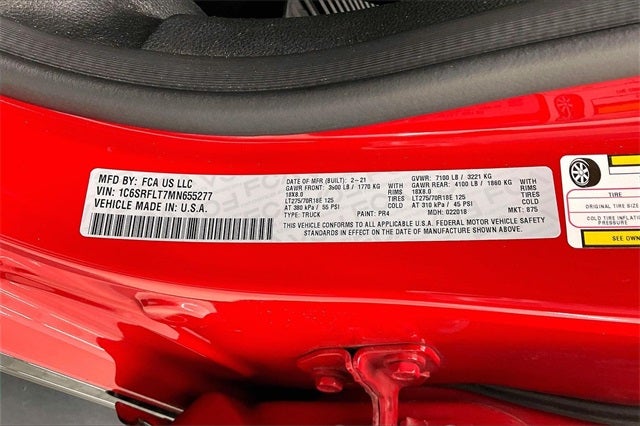 MFD BY: FCA US LLC
VIN: 1C6SRFLT7MN655277
VEHICLE MADE IN: U.S.A.
DATE OF MFR (BUILT): 2-21
GVWR: 7100 LB / 3221 KG
GAWR FRONT: 3900 LB / 1770 KG
WITH TIRES
GAWR REAR: 4100 LB / 1860 KG
WITH TIRES
18X8.0
RIMS
18X8.0
RIMS
LT275/70R18E 125
LT275/70R18E 125
AT 380 kPa / 55 PSI
COLD
AT 310 kPa / 45 PSI
COLD
TYPE: TRUCK
PAINT: PR4
MDH: 022018
MKT: 875
THIS VEHICLE CONFORMS TO ALL APPLICABLE U.S.A. FEDERAL MOTOR VEHICLE SAFETY
STANDARDS IN EFFECT ON THE DATE OF MANUFACTURE SHOWN ABOVE.
TIRE
ORIGINAL TIRE SIZE
COLD TIRE INFLATION
PRESSURE
SEE OWN